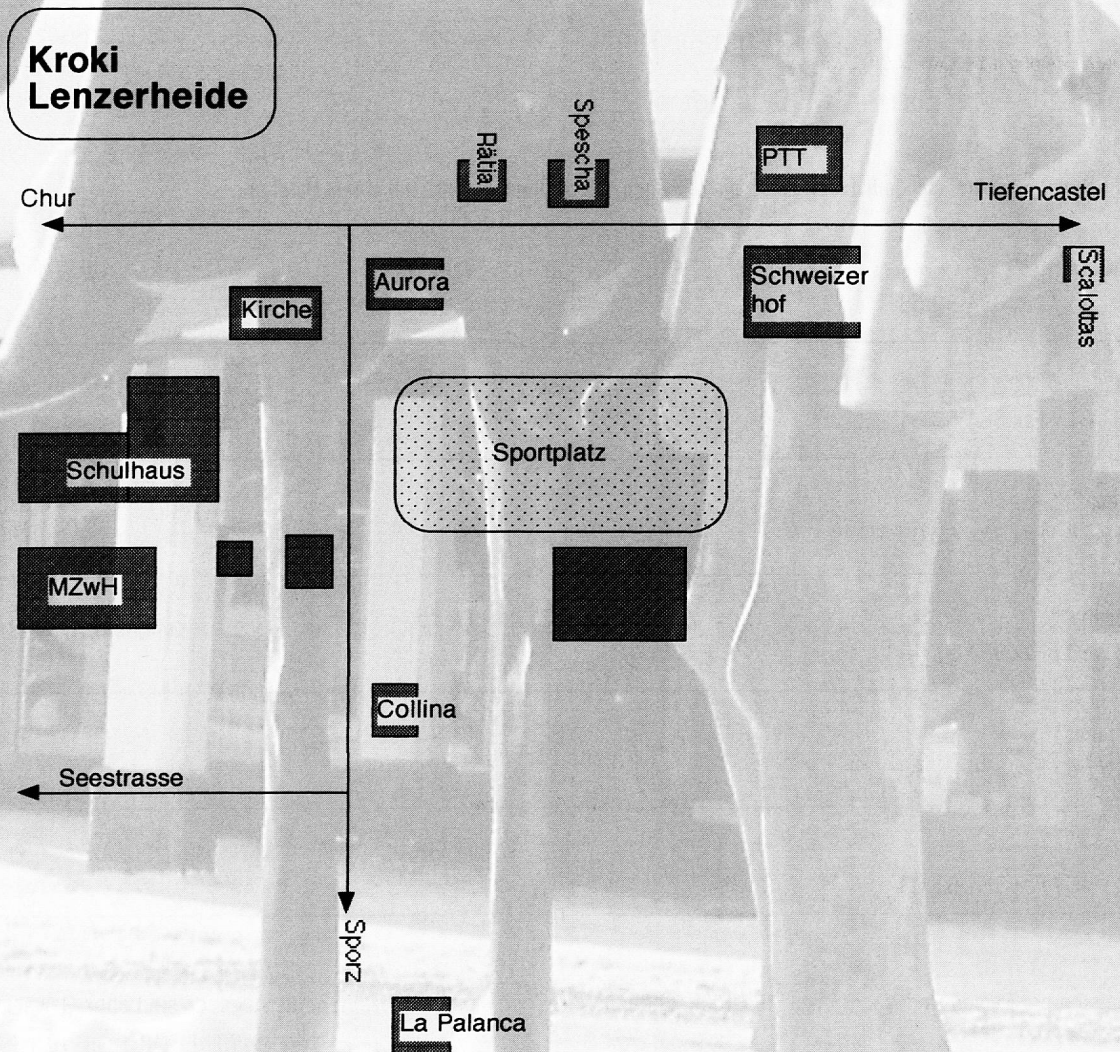 Kroki
Lenzerheide
Rätia
Spescha
PTT
Chur
Tiefencastel
Aurora
Kirche
Schweizer
hof
Scalottas
Schulhaus
Sportplatz
MZwH
Collina
Seestrasse
Sporz
La Palanca